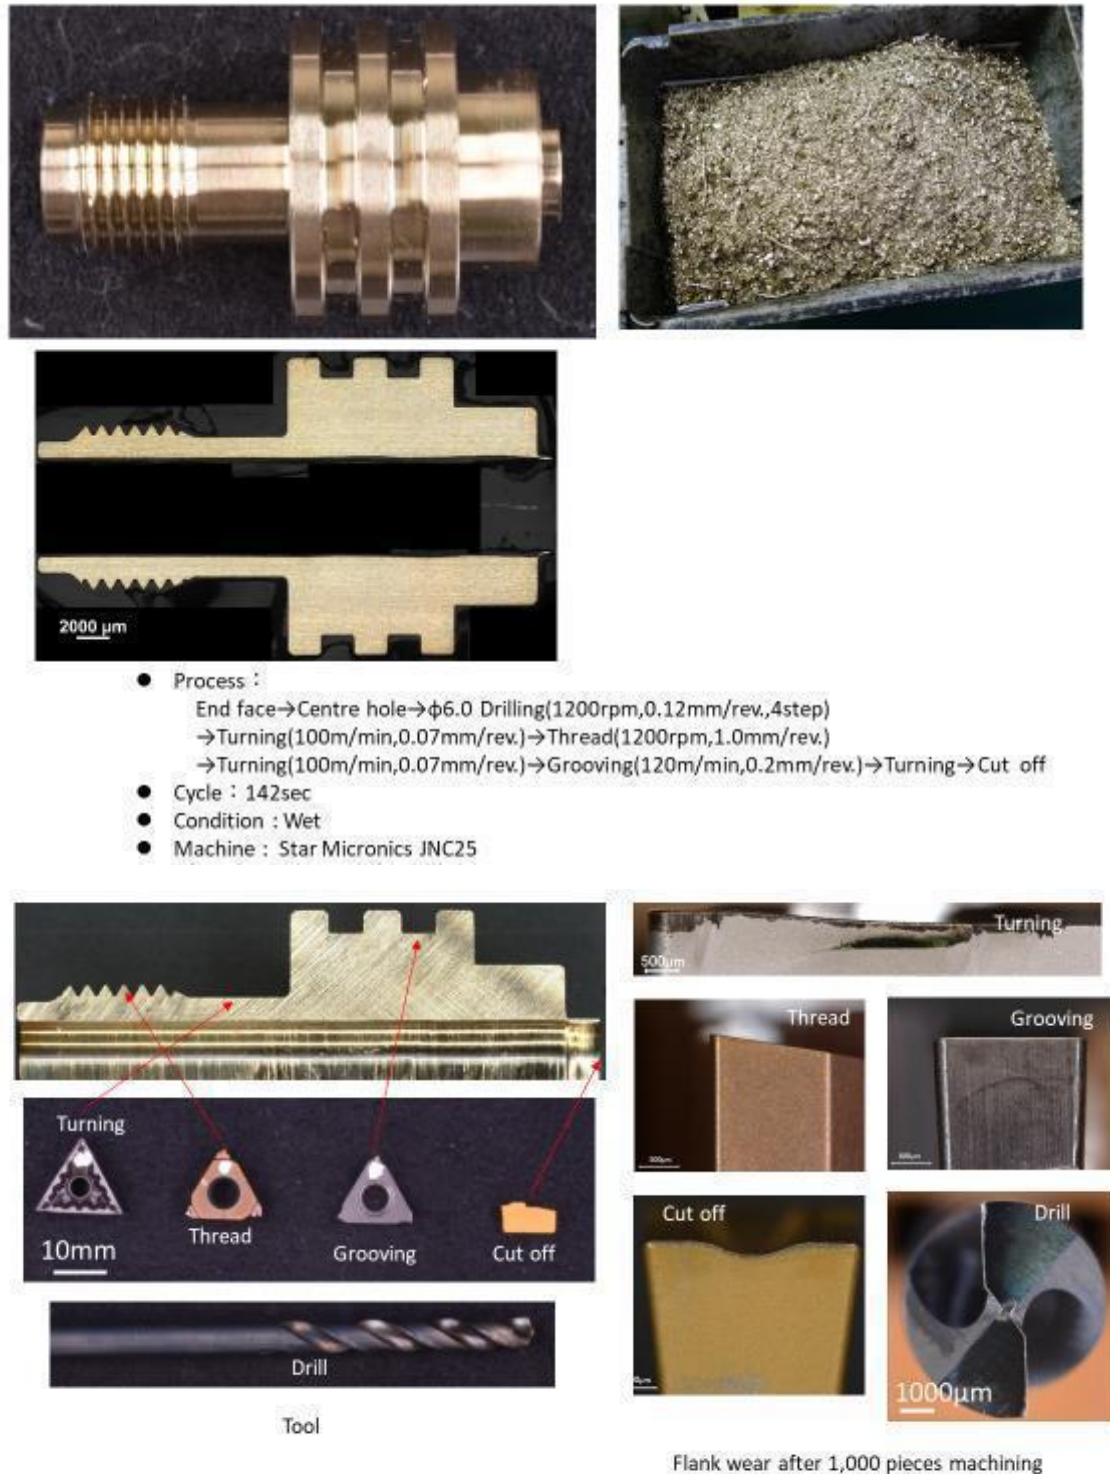 2000 µm
● Process：
End face→Centre hole→ϕ6.0 Drilling(1200rpm,0.12mm/rev.,4step)
→Turning(100m/min,0.07mm/rev.)→Thread(1200rpm,1.0mm/rev.)
→Turning(100m/min,0.07mm/rev.)→Grooving(120m/min,0.2mm/rev.)→Turning→Cut off
● Cycle：142sec
● Condition : Wet
● Machine : Star Micronics JNC25
Turning
Thread
Grooving
Cut off
10mm
Drill
Tool
Turning
500µm
Thread
Grooving
Cut off
Drill
1000µm
Flank wear after 1,000 pieces machining